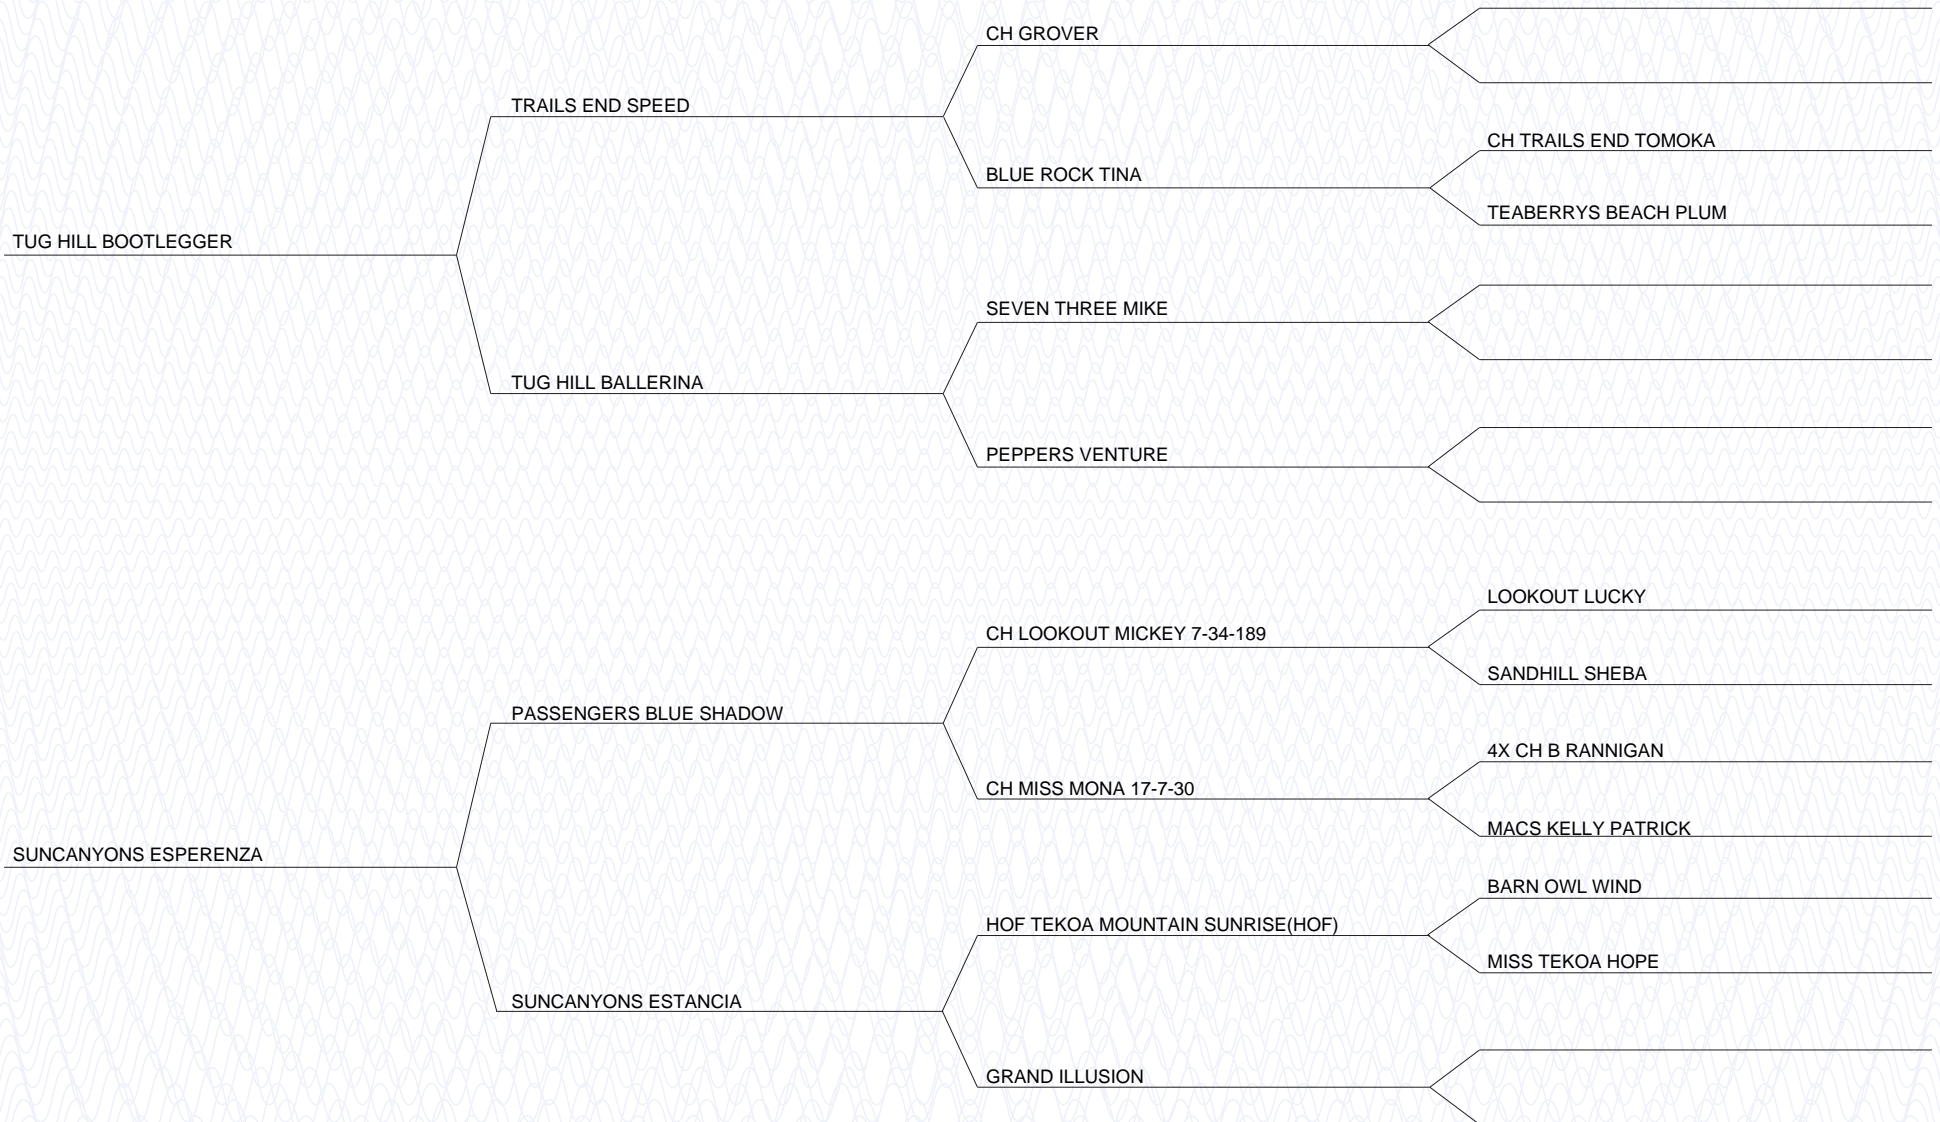 CH GROVER
TRAILS END SPEED
CH TRAILS END TOMOKA
BLUE ROCK TINA
TEABERRYS BEACH PLUM
TUG HILL BOOTLEGGER
SEVEN THREE MIKE
TUG HILL BALLERINA
PEPPERS VENTURE
LOOKOUT LUCKY
CH LOOKOUT MICKEY 7-34-189
SANDHILL SHEBA
PASSENGERS BLUE SHADOW
4X CH B RANNIGAN
CH MISS MONA 17-7-30
MACS KELLY PATRICK
SUNCANYONS ESPERENZA
BARN OWL WIND
HOF TEKOA MOUNTAIN SUNRISE(HOF)
MISS TEKOA HOPE
SUNCANYONS ESTANCIA
GRAND ILLUSION